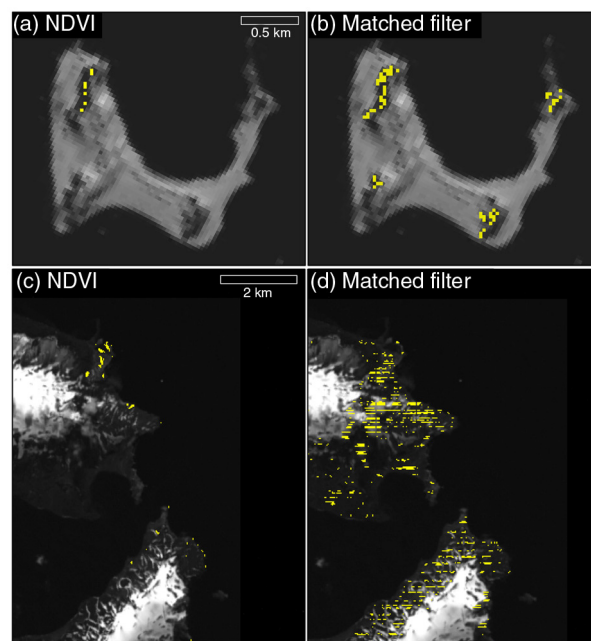 (a) NDVI
0.5 km
(b) Matched filter
(c) NDVI
2 km
(d) Matched filter